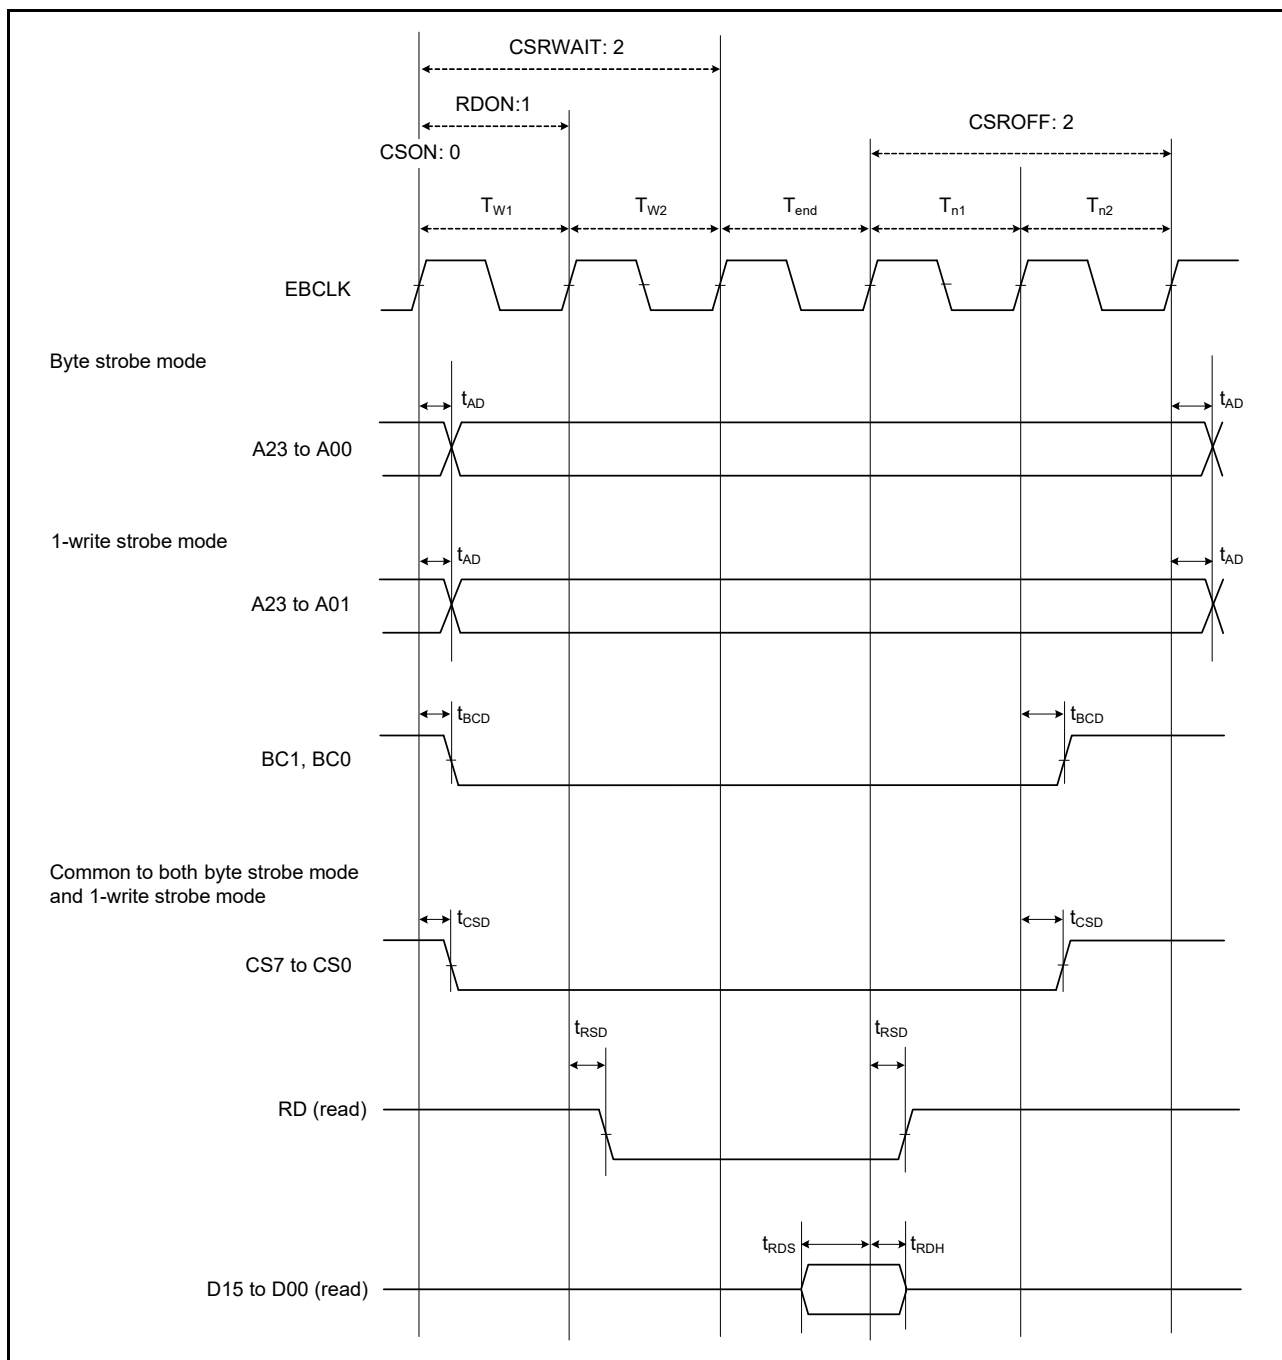 CSRWAIT: 2
RDON:1
CSROFF: 2
CSON: 0
TW1
TW2
Tend
Tn1
Tn2
EBCLK
Byte strobe mode
tAD
tAD
A23 to A00
1-write strobe mode
tAD
tAD
A23 to A01
tBCD
tBCD
BC1, BC0
Common to both byte strobe mode
and 1-write strobe mode
tCSD
tCSD
CS7 to CS0
tRSD
tRSD
RD (read)
tRDS
tRDH
D15 to D00 (read)